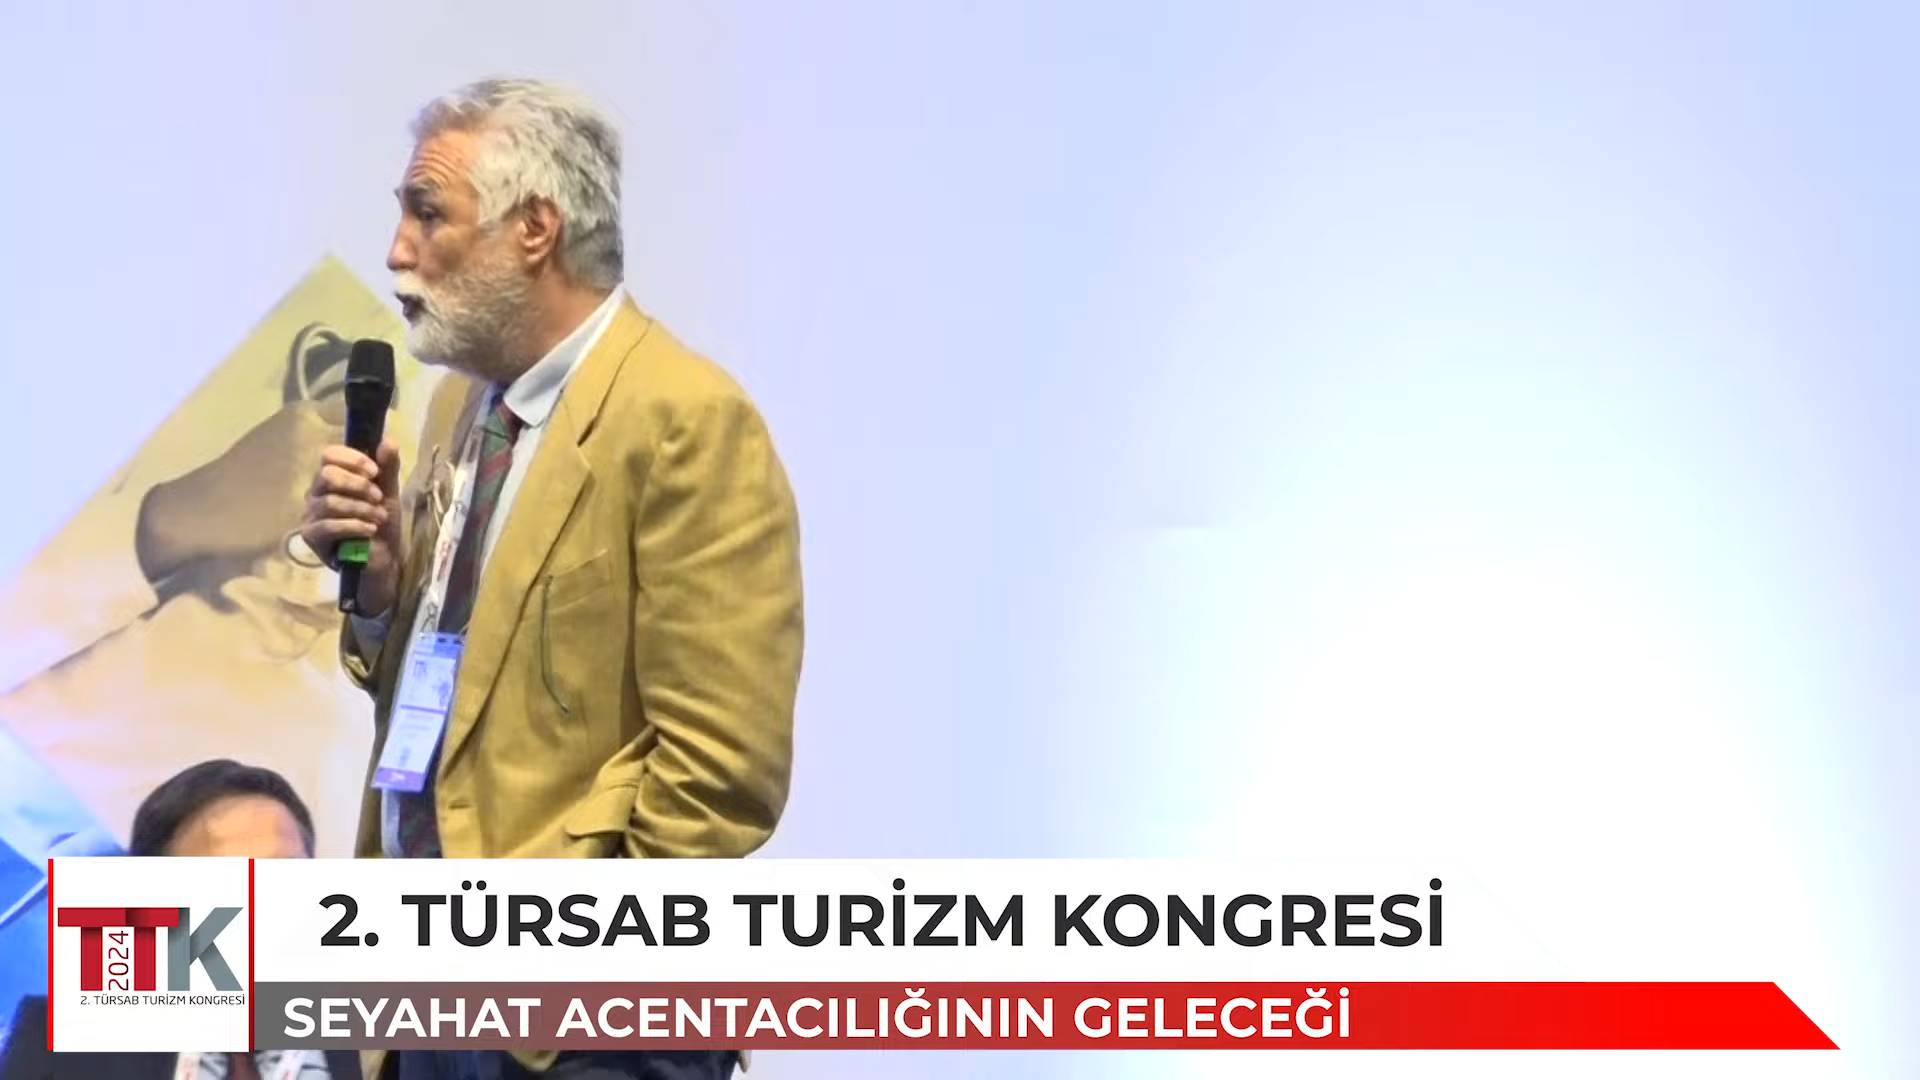 2. TÜRSAB TURİZM KONGRESİ
TTK
2024
2. TÜRSAB TURİZM KONGRESİ
SEYAHAT ACENTACILIĞININ GELECEĞİ